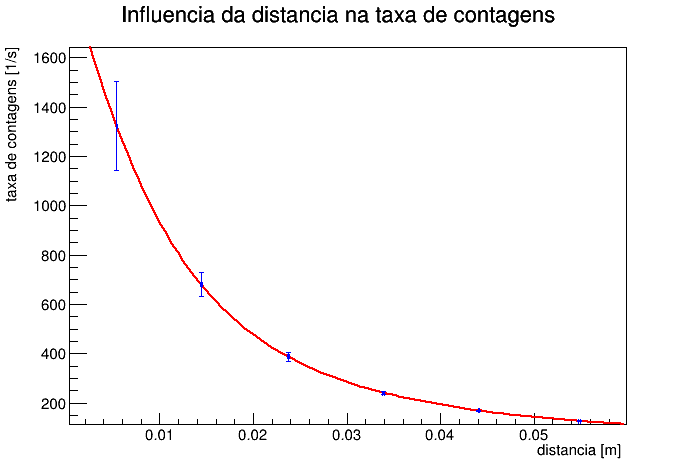 Influencia da distancia na taxa de contagens
taxa de contagens [1/s]
1600
1400
1200
1000
800
600
400
200
0.01 0.02 0.03 0.04 0.05
distancia [m]